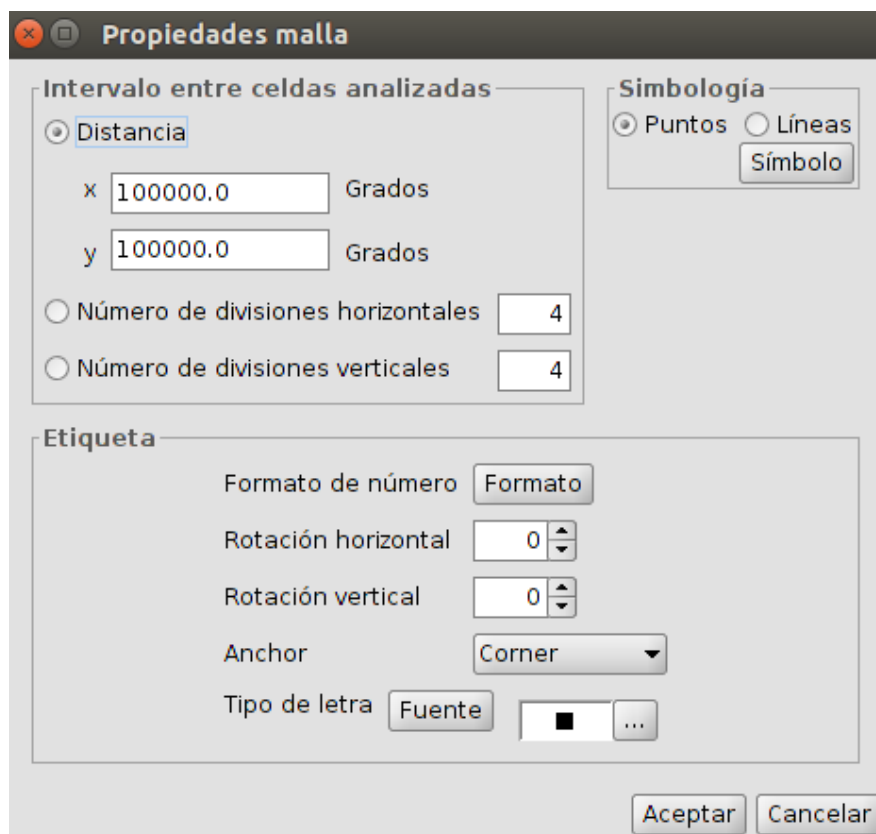 Propiedades malla
Intervalo entre celdas analizadas
Distancia
x 100000.0 Grados
y 100000.0 Grados
Número de divisiones horizontales 4
Número de divisiones verticales 4
Simbología
Puntos Líneas
Símbolo
Etiqueta
Formato de número Formato
Rotación horizontal 0
Rotación vertical 0
Anchor Corner
Tipo de letra Fuente ...
Aceptar Cancelar